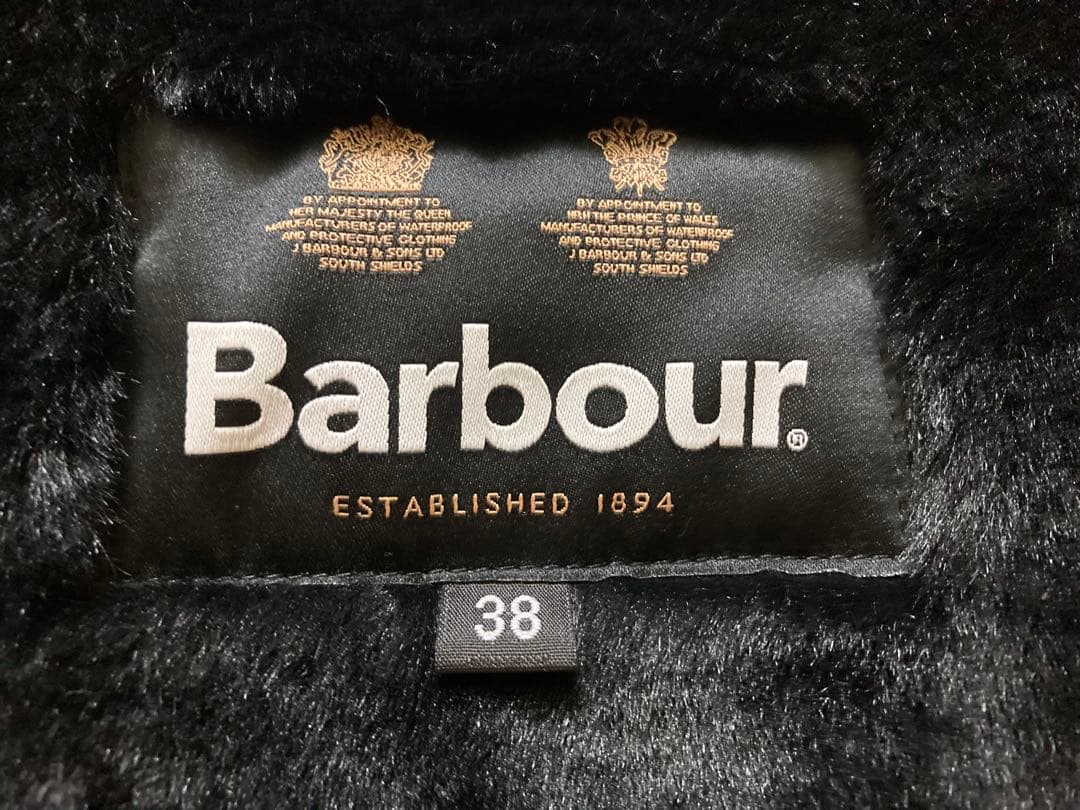 BY APPOINTMENT TO
HER MAJESTY THE QUEEN
MANUFACTURERS OF WATERPROOF
AND PROTECTIVE CLOTHING
J BARBOUR & SONS LTD
SOUTH SHIELDS
BY APPOINTMENT TO
HRH THE PRINCE OF WALES
MANUFACTURERS OF WATERPROOF
AND PROTECTIVE CLOTHING
J BARBOUR & SONS LTD
SOUTH SHIELDS
Barbour®
ESTABLISHED 1894
38